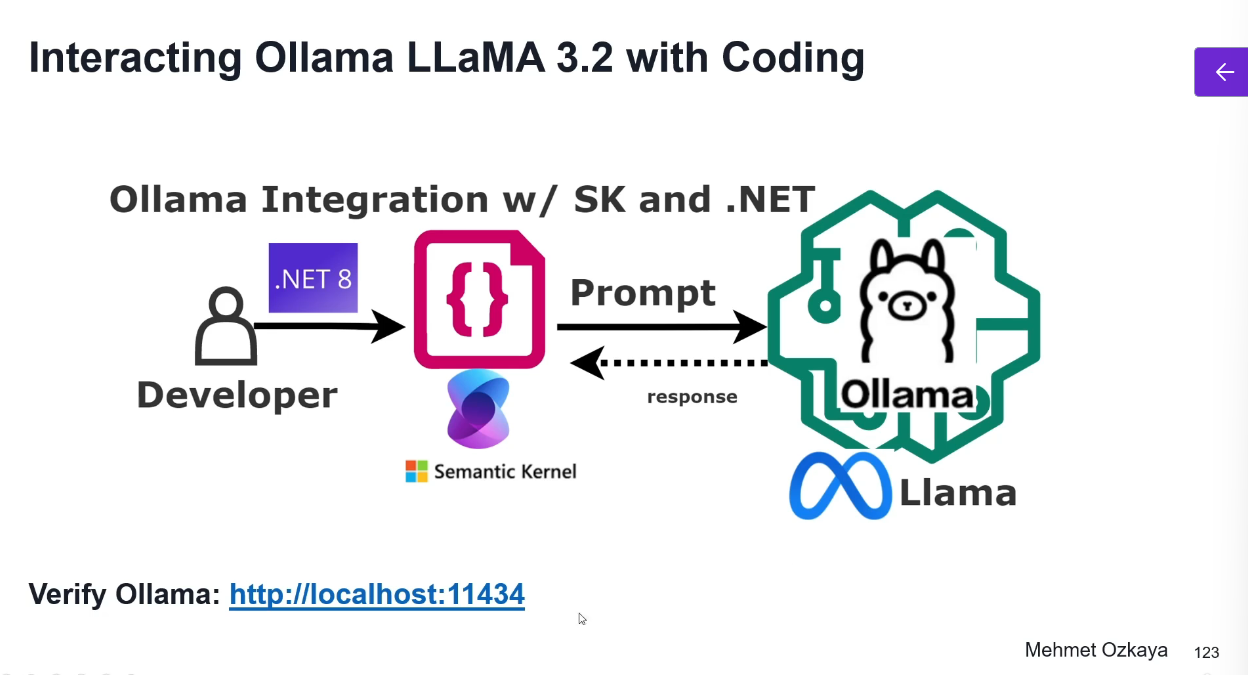 Interacting Ollama LLaMA 3.2 with Coding
Ollama Integration w/ SK and .NET
.NET 8
{}
Prompt
Developer
response
Ollama
Semantic Kernel
Llama
Verify Ollama: http://localhost:11434
Mehmet Ozkaya
123